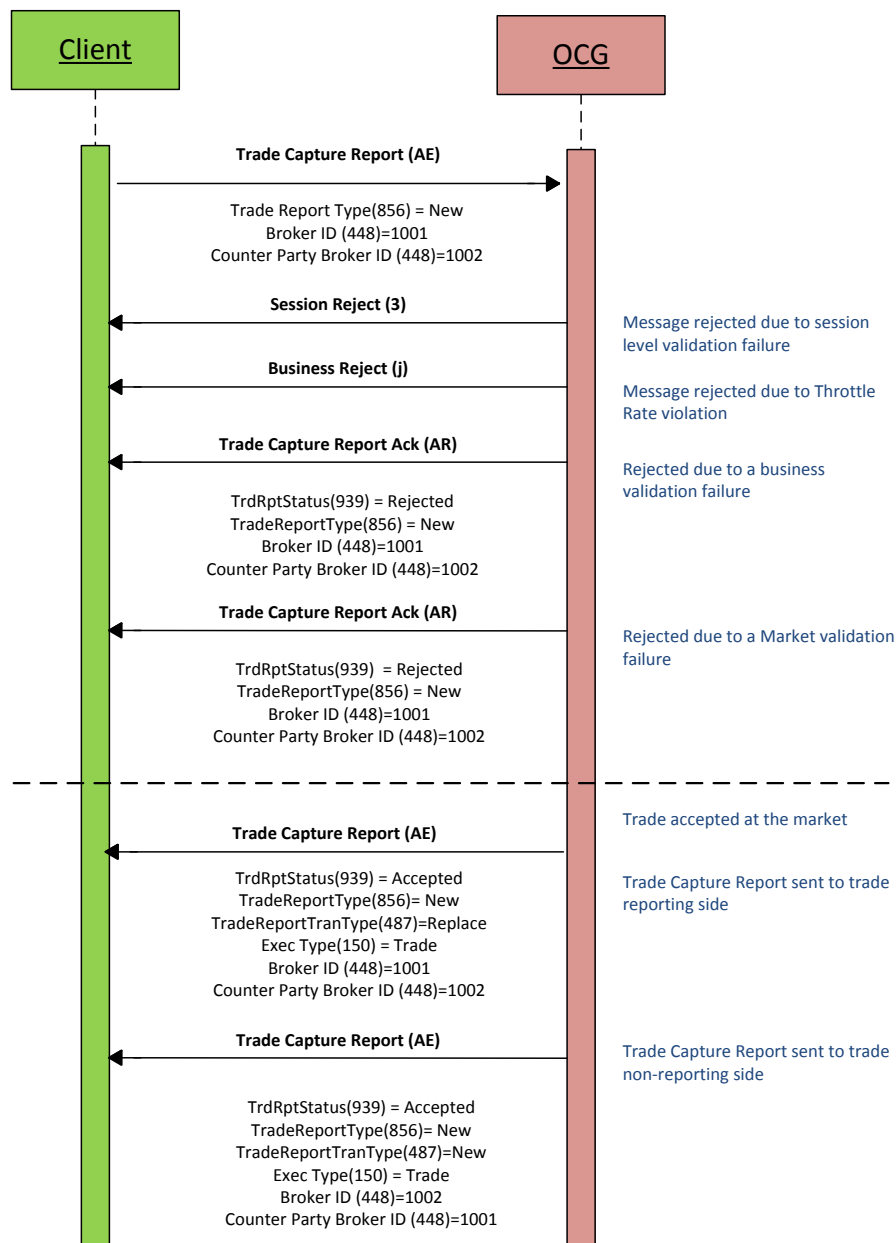 Client
OCG
Trade Capture Report (AE)
Trade Report Type(856) = New
Broker ID (448)=1001
Counter Party Broker ID (448)=1002
Session Reject (3)
Message rejected due to session
level validation failure
Business Reject (j)
Message rejected due to Throttle
Rate violation
Trade Capture Report Ack (AR)
Rejected due to a business
validation failure
TrdRptStatus(939) = Rejected
TradeReportType(856) = New
Broker ID (448)=1001
Counter Party Broker ID (448)=1002
Trade Capture Report Ack (AR)
Rejected due to a Market validation
failure
TrdRptStatus(939)  = Rejected
TradeReportType(856) = New
Broker ID (448)=1001
Counter Party Broker ID (448)=1002
Trade accepted at the market
Trade Capture Report (AE)
Trade Capture Report sent to trade
reporting side
TrdRptStatus(939) = Accepted
TradeReportType(856)= New
TradeReportTranType(487)=Replace
Exec Type(150) = Trade
Broker ID (448)=1001
Counter Party Broker ID (448)=1002
Trade Capture Report (AE)
Trade Capture Report sent to trade
non-reporting side
TrdRptStatus(939) = Accepted
TradeReportType(856)= New
TradeReportTranType(487)=New
Exec Type(150) = Trade
Broker ID (448)=1002
Counter Party Broker ID (448)=1001